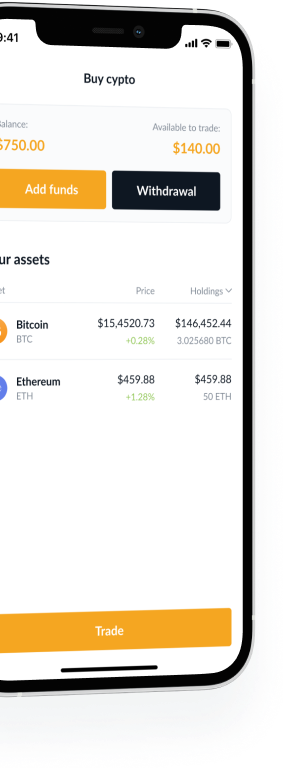 9:41
Buy cypto
Balance:
Available to trade:
$750.00
$140.00
Add funds
Withdrawal
ur assets
et
Price
Holdings
Bitcoin
$15,4520.73
$146,452.44
BTC
+0.28%
3.025680 BTC
Ethereum
$459.88
$459.88
ETH
+1.28%
50 ETH
Trade